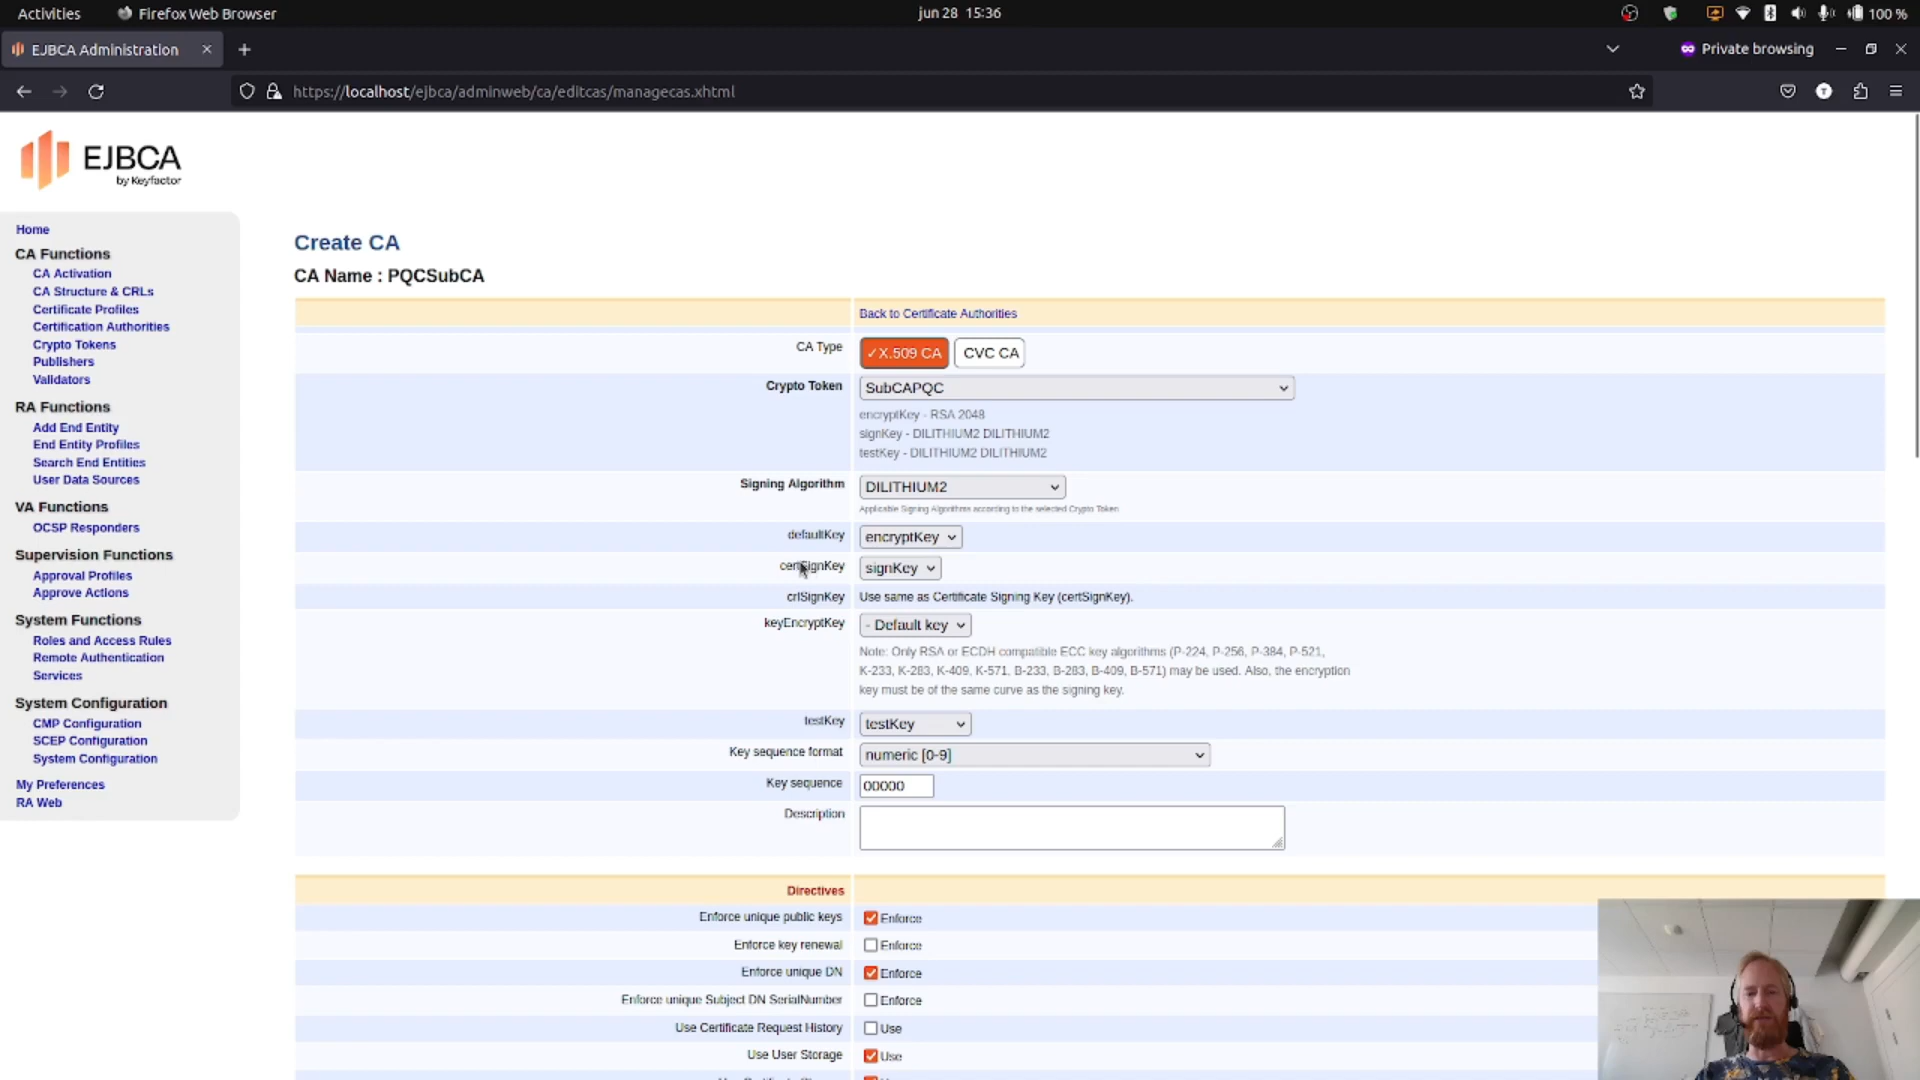 Activities Firefox Web Browser jun 28 15:36 100 %
EJBCA Administration Private browsing
https://localhost/ejbca/adminweb/ca/editcas/managecas.xhtml
EJBCA
by Keyfactor
Home
CA Functions
CA Activation
CA Structure & CRLs
Certificate Profiles
Certification Authorities
Crypto Tokens
Publishers
Validators
RA Functions
Add End Entity
End Entity Profiles
Search End Entities
User Data Sources
VA Functions
OCSP Responders
Supervision Functions
Approval Profiles
Approve Actions
System Functions
Roles and Access Rules
Remote Authentication
Services
System Configuration
CMP Configuration
SCEP Configuration
System Configuration
My Preferences
RA Web
Create CA
CA Name : PQCSubCA
Back to Certificate Authorities
CA Type ✓X.509 CA CVC CA
Crypto Token SubCAPQC
encryptKey - RSA 2048
signKey - DILITHIUM2 DILITHIUM2
testKey - DILITHIUM2 DILITHIUM2
Signing Algorithm DILITHIUM2
Applicable Signing Algorithms according to the selected Crypto Token
defaultKey encryptKey
certSignKey signKey
crlSignKey Use same as Certificate Signing Key (certSignKey).
keyEncryptKey - Default key
Note: Only RSA or ECDH compatible ECC key algorithms (P-224, P-256, P-384, P-521,
K-233, K-283, K-409, K-571, B-233, B-283, B-409, B-571) may be used. Also, the encryption
key must be of the same curve as the signing key.
testKey testKey
Key sequence format numeric [0-9]
Key sequence 00000
Description
Directives
Enforce unique public keys Enforce
Enforce key renewal Enforce
Enforce unique DN Enforce
Enforce unique Subject DN SerialNumber Enforce
Use Certificate Request History Use
Use User Storage Use